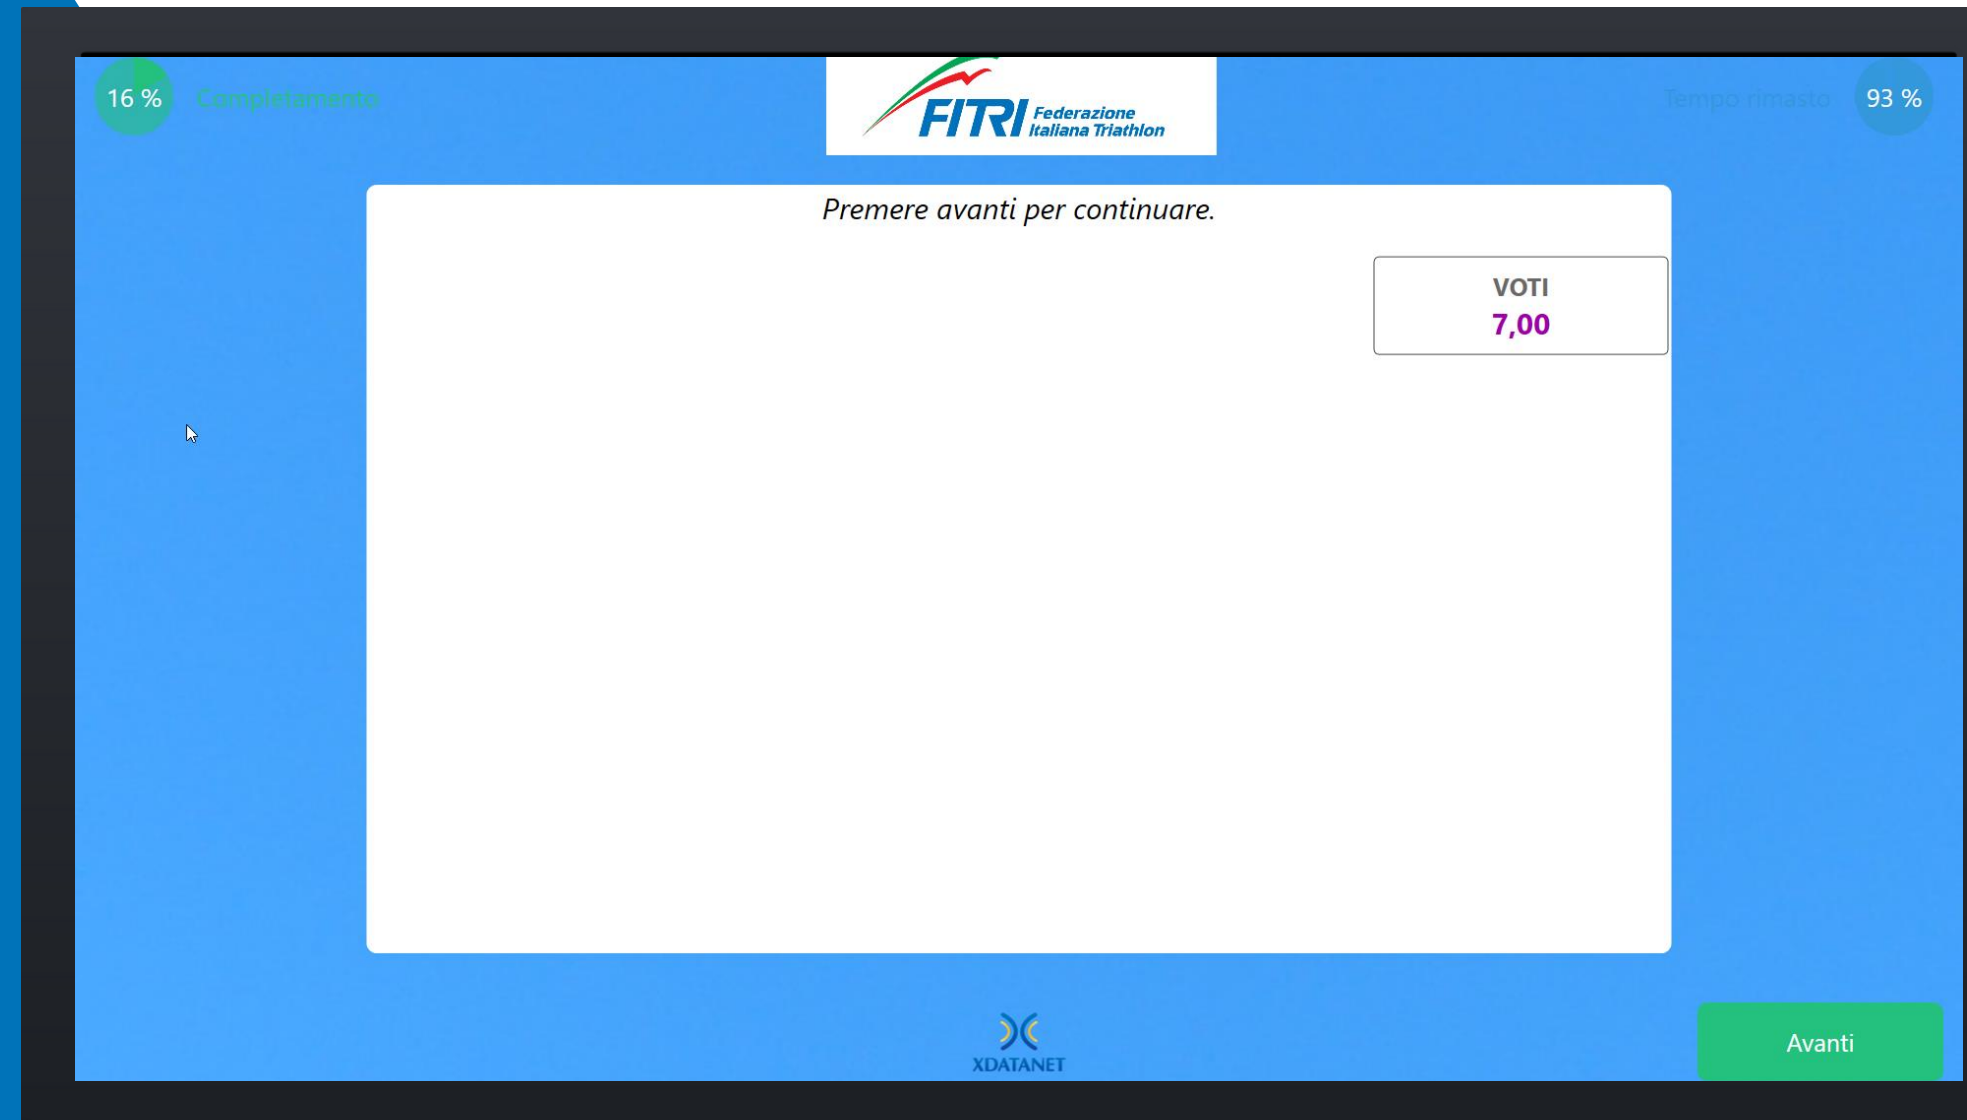 16 %
Completamento
FITRI
Federazione
Italiana Triathlon
Tempo rimasto
93 %
Premere avanti per continuare.
VOTI
7,00
XDATANET
Avanti